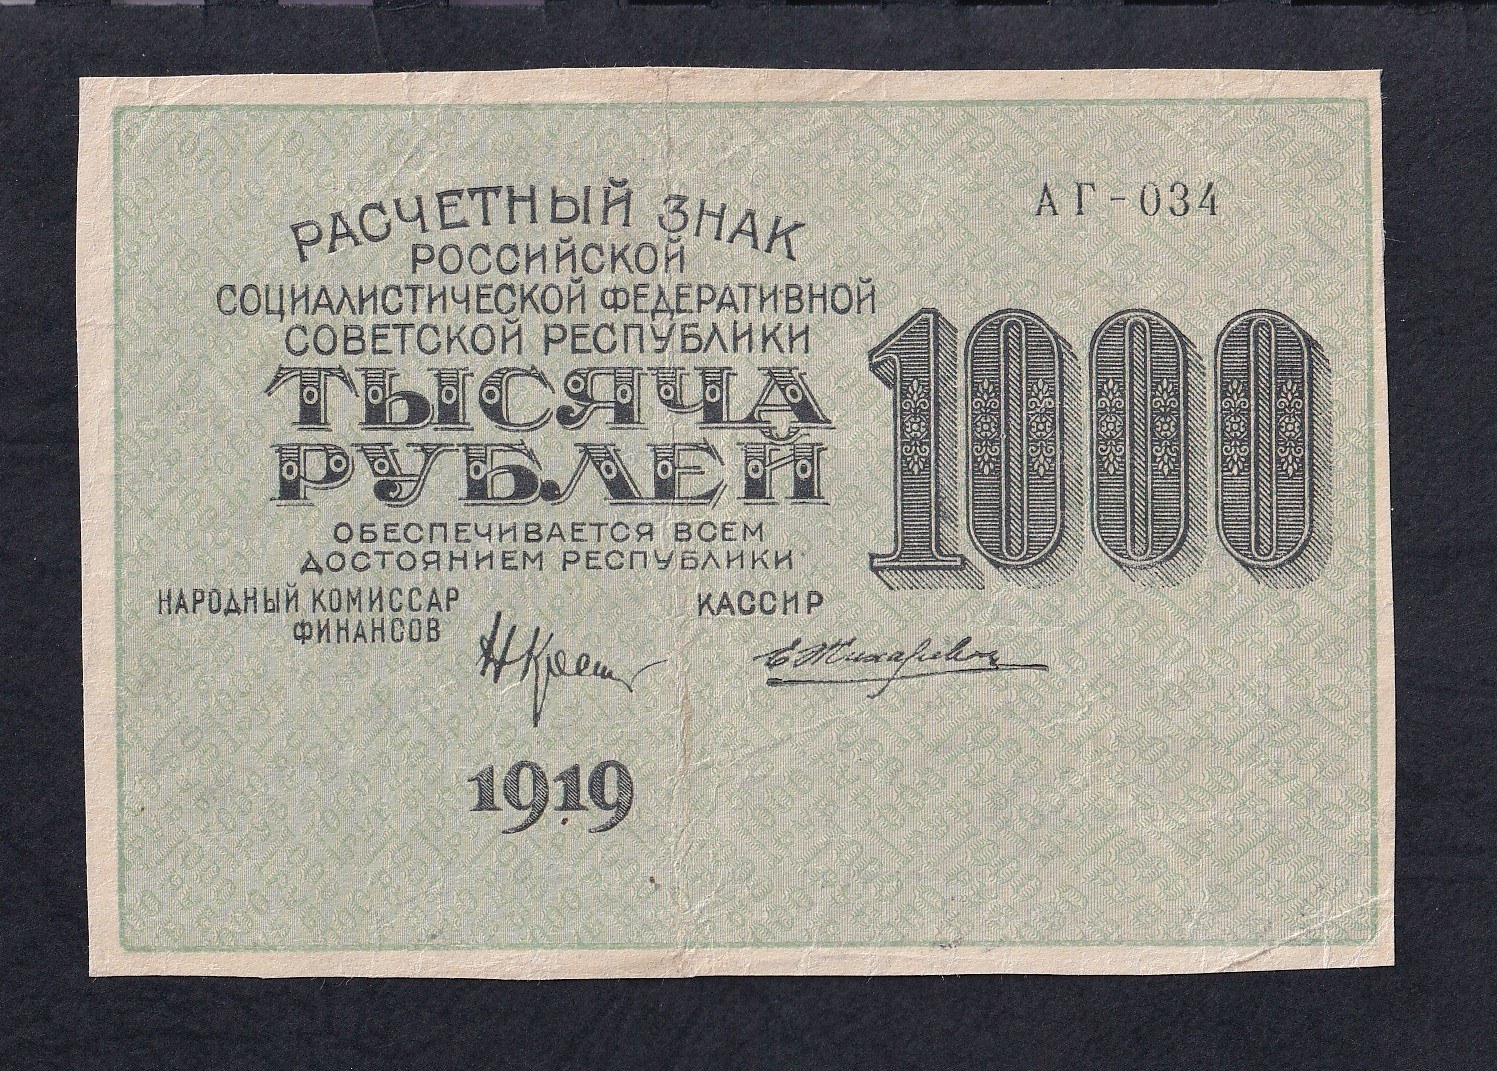 РАСЧЕТНЫЙ ЗНАК
РОССИЙСКОЙ
СОЦИАЛИСТИЧЕСКОЙ ФЕДЕРАТИВНОЙ
СОВЕТСКОЙ РЕСПУБЛИКИ
ТЫСЯЧА
РУБЛЕЙ
ОБЕСПЕЧИВАЕТСЯ ВСЕМ
ДОСТОЯНИЕМ РЕСПУБЛИКИ
НАРОДНЫЙ КОМИССАР
ФИНАНСОВ
КАССИР
1919
АГ-034
1000